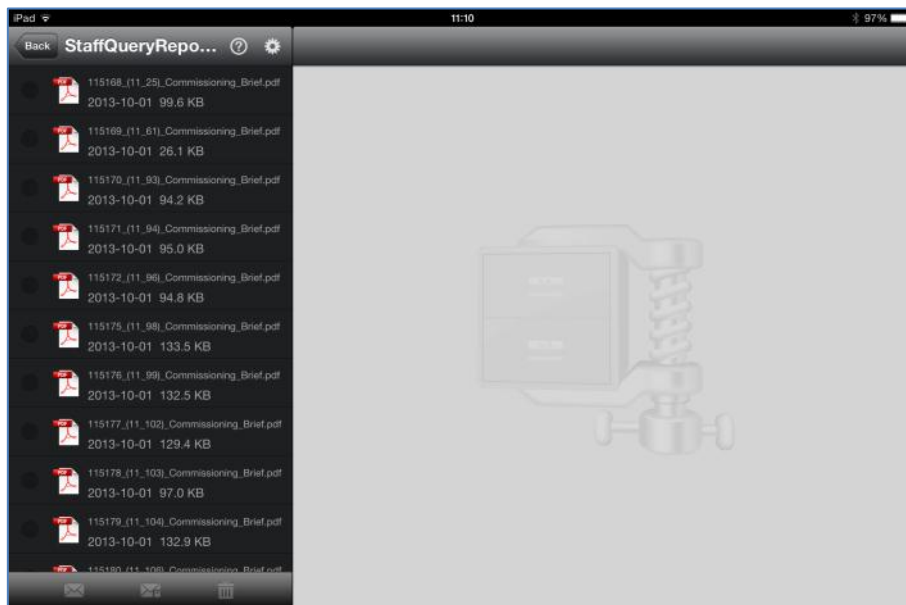 iPad
11:10
97%
Back
StaffQueryRepo...
115168_(11_25)_Commissioning_Brief.pdf
2013-10-01 99.6 KB
115169_(11_61)_Commissioning_Brief.pdf
2013-10-01 26.1 KB
115170_(11_93)_Commissioning_Brief.pdf
2013-10-01 94.2 KB
115171_(11_94)_Commissioning_Brief.pdf
2013-10-01 95.0 KB
115172_(11_96)_Commissioning_Brief.pdf
2013-10-01 94.8 KB
115175_(11_98)_Commissioning_Brief.pdf
2013-10-01 133.5 KB
115176_(11_99)_Commissioning_Brief.pdf
2013-10-01 132.5 KB
115177_(11_102)_Commissioning_Brief.pdf
2013-10-01 129.4 KB
115178_(11_103)_Commissioning_Brief.pdf
2013-10-01 97.0 KB
115179_(11_104)_Commissioning_Brief.pdf
2013-10-01 132.9 KB
115180_(11_106)_Commissioning_Brief.pdf